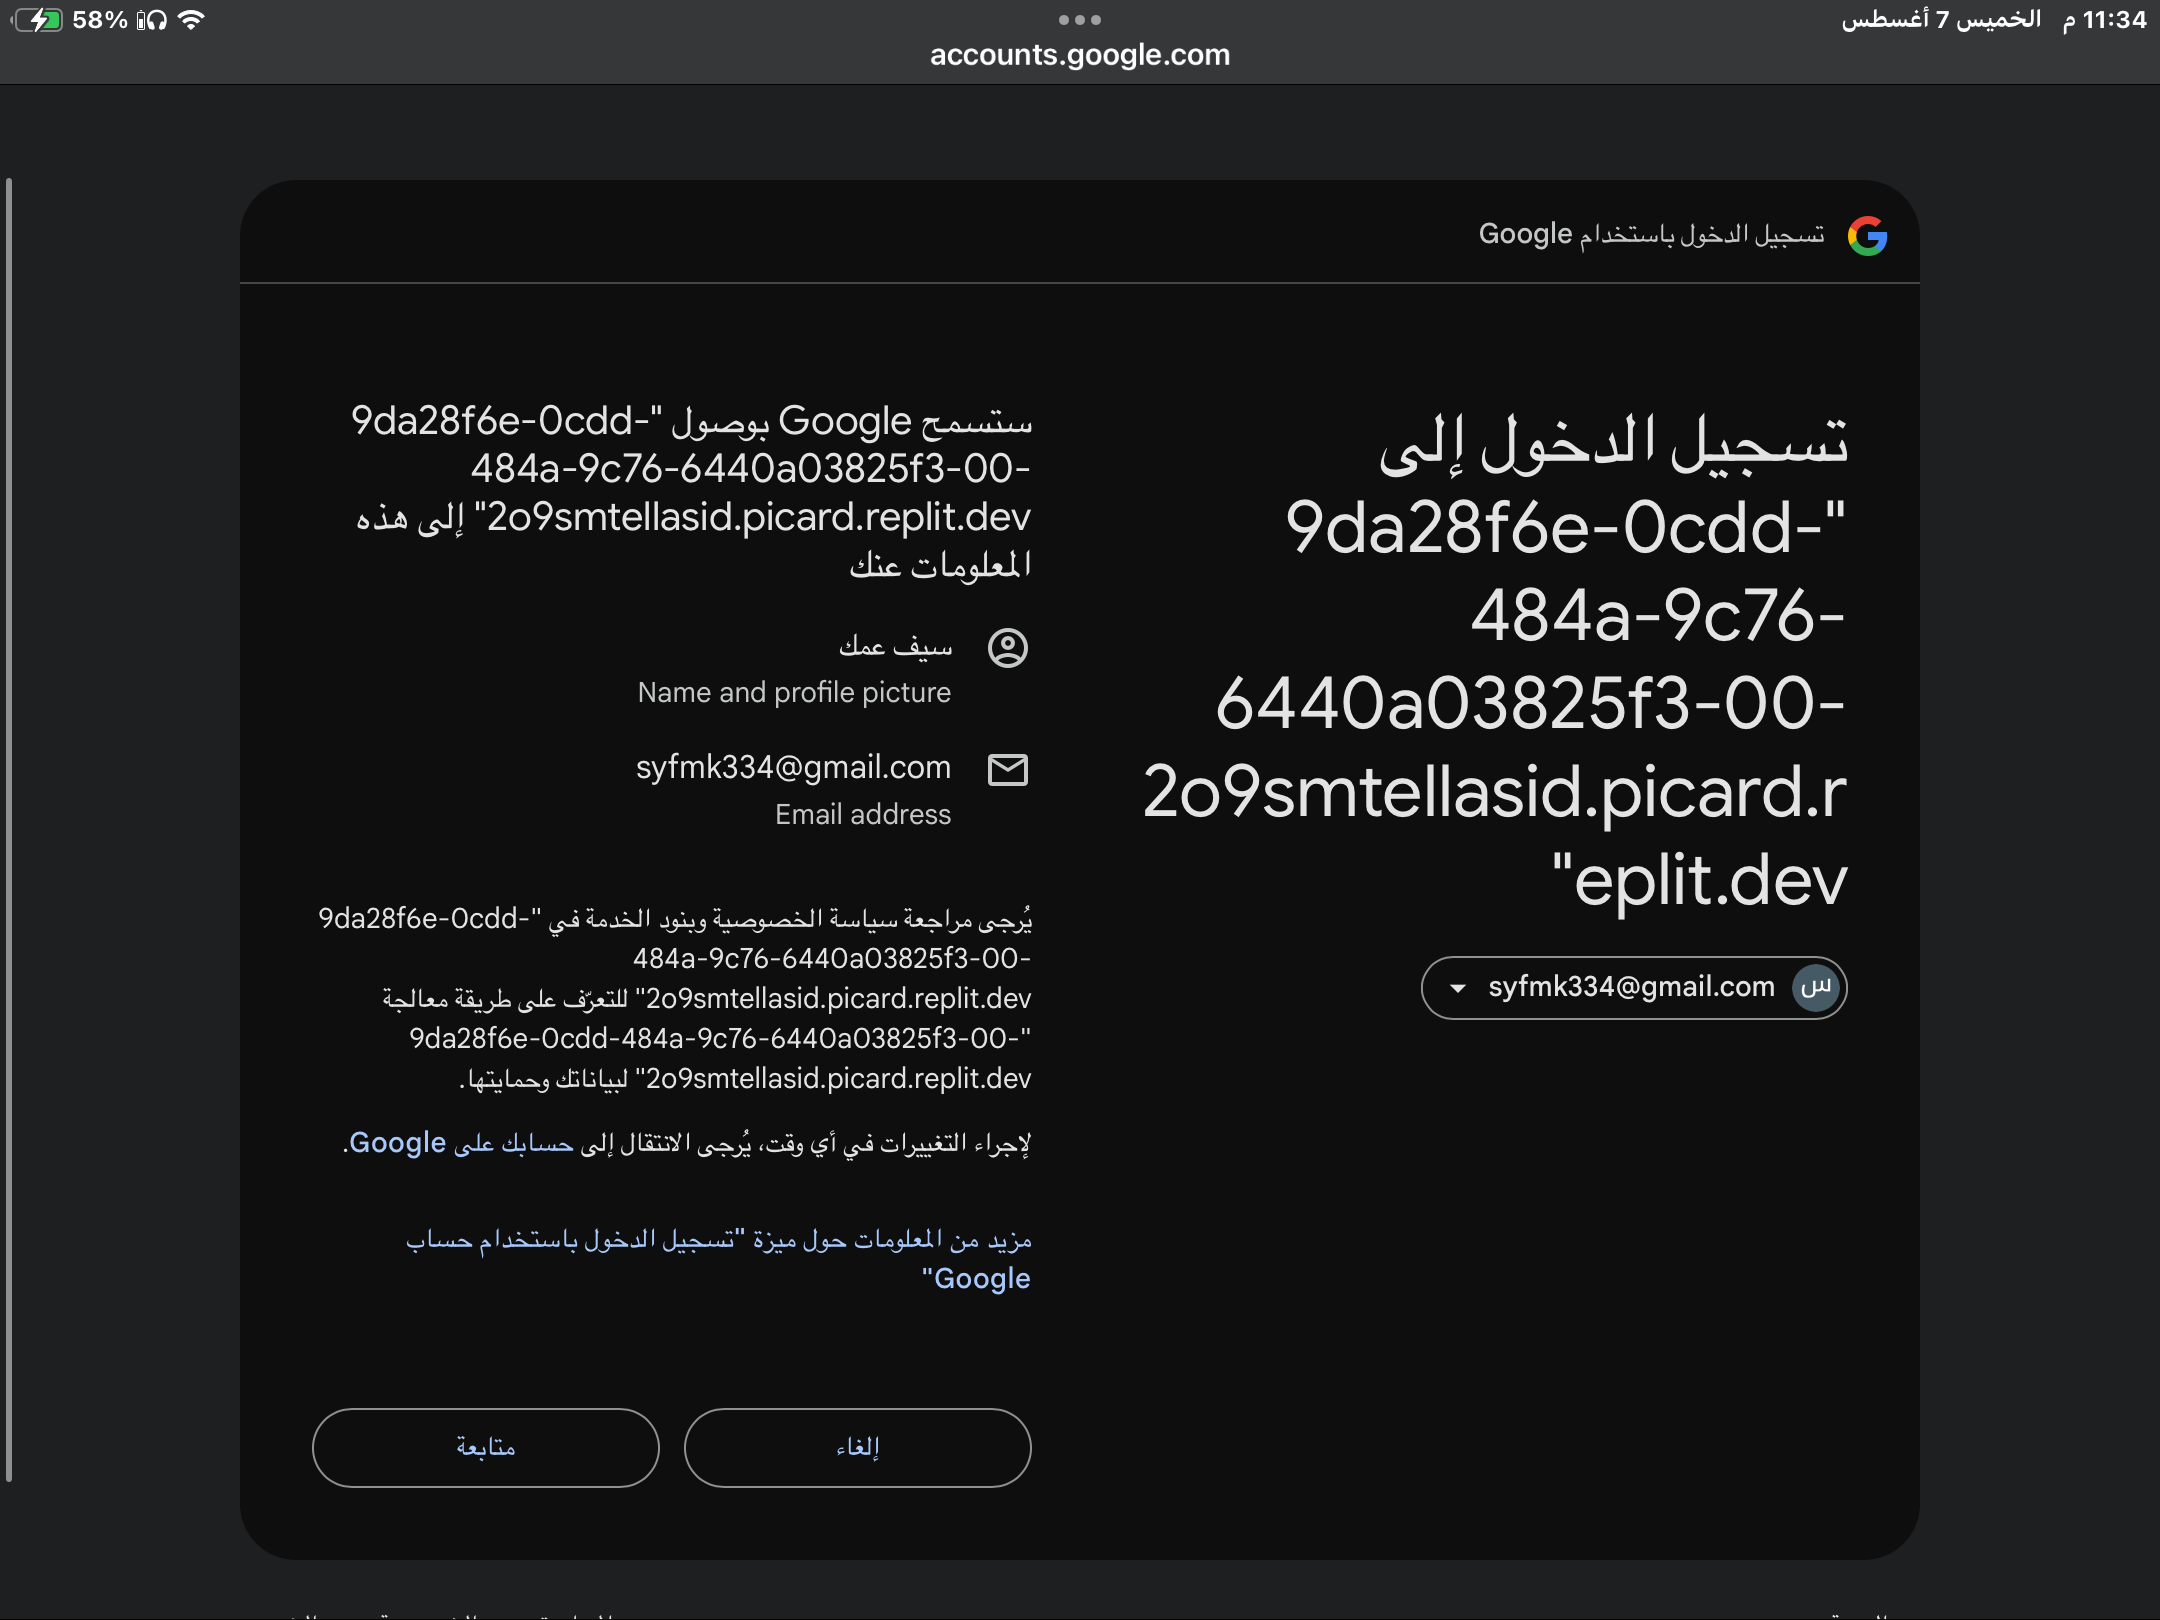 11:34 م الخميس 7 أغسطس
58%
accounts.google.com
تسجيل الدخول باستخدام Google
تسجيل الدخول إلى
"9da28f6e-0cdd-
484a-9c76-
6440a03825f3-00-
2o9smtellasid.picard.r
eplit.dev"
syfmk334@gmail.com
س
ستسمح Google بوصول "9da28f6e-0cdd-
484a-9c76-6440a03825f3-00-
2o9smtellasid.picard.replit.dev" إلى هذه
المعلومات عنك
سيف عمك
Name and profile picture
syfmk334@gmail.com
Email address
يُرجى مراجعة سياسة الخصوصية وبنود الخدمة في "9da28f6e-0cdd-
484a-9c76-6440a03825f3-00-
2o9smtellasid.picard.replit.dev" للتعرّف على طريقة معالجة
"9da28f6e-0cdd-484a-9c76-6440a03825f3-00-
2o9smtellasid.picard.replit.dev" لبياناتك وحمايتها.
لإجراء التغييرات في أي وقت، يُرجى الانتقال إلى حسابك على Google.
مزيد من المعلومات حول ميزة "تسجيل الدخول باستخدام حساب
Google"
إلغاء
متابعة